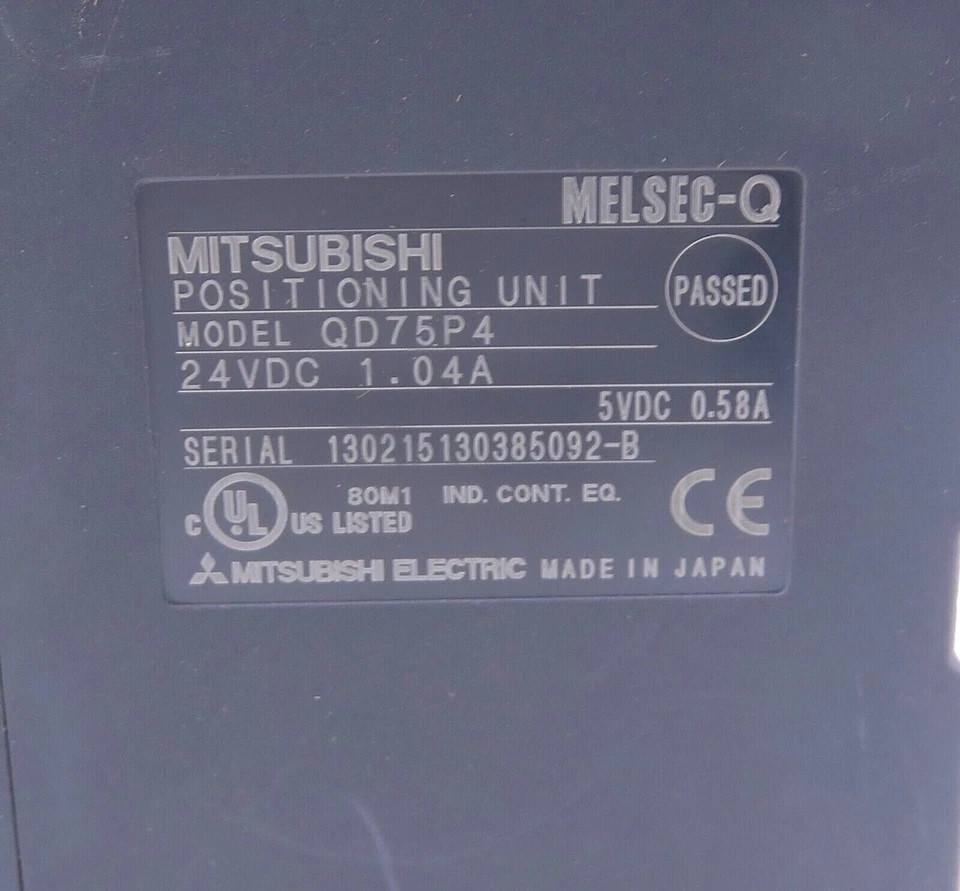 MELSEC-Q
MITSUBISHI
POSITIONING UNIT
PASSED
MODEL QD75P4
24VDC 1.04A
5VDC 0.58A
SERIAL 130215130385092-B
C UL US LISTED
80M1 IND. CONT. EQ.
CE
MITSUBISHI ELECTRIC MADE IN JAPAN